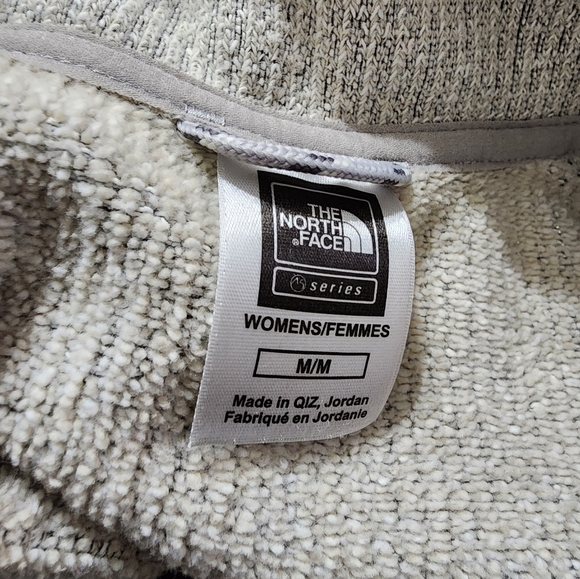 THE
NORTH
FACE
®
series
WOMENS/FEMMES
M/M
Made in QIZ, Jordan
Fabriqué en Jordanie